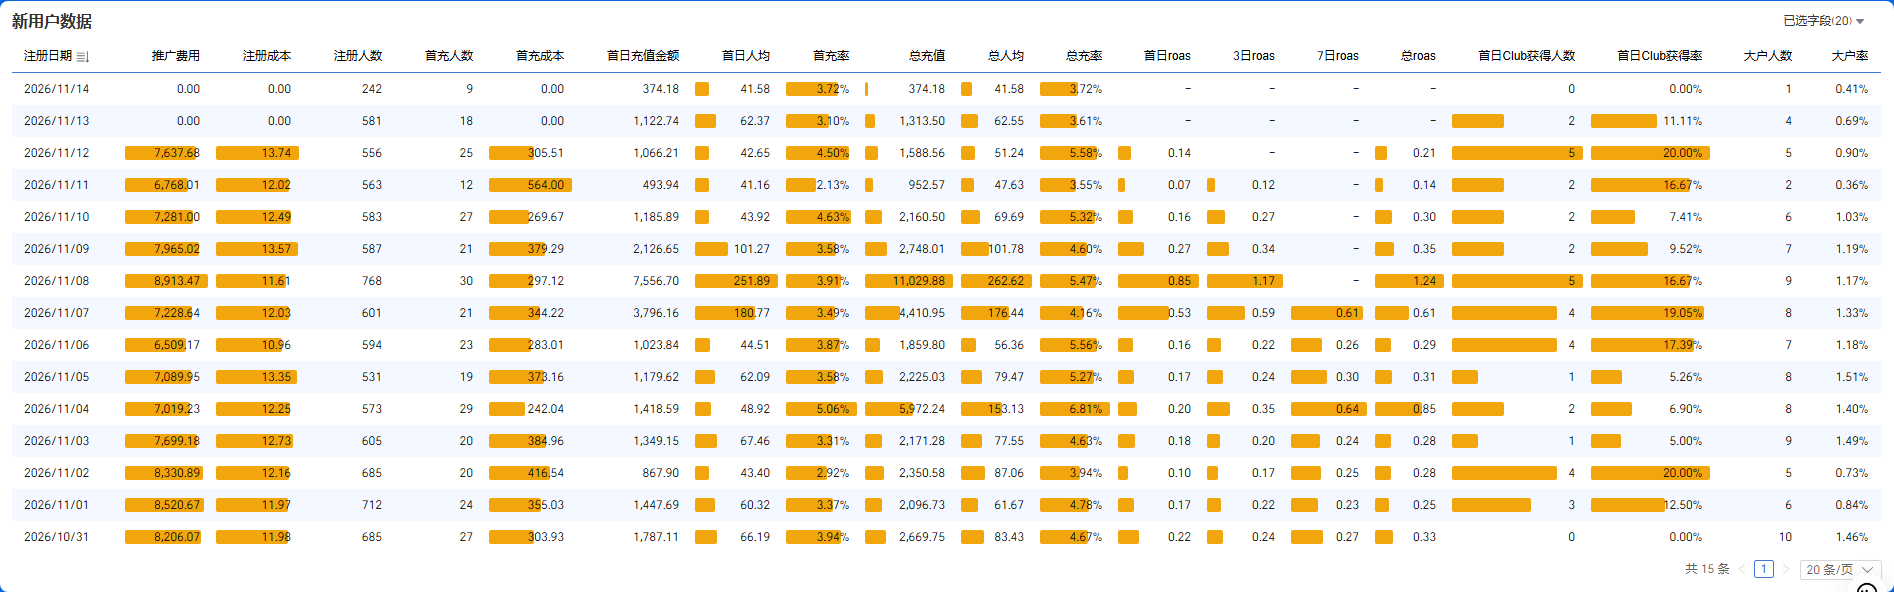 新用户数据
已选字段(20)
注册日期 推广费用 注册成本 注册人数 首充人数 首充成本 首日充值金额 首日人均 首充率 总充值 总人均 总充率 首日roas 3日roas 7日roas 总roas 首日Club获得人数 首日Club获得率 大户人数 大户率
2026/11/14 0.00 0.00 242 9 0.00 374.18 41.58 3.72% 374.18 41.58 3.72% - - - - 0 0.00% 1 0.41%
2026/11/13 0.00 0.00 581 18 0.00 1,122.74 62.37 3.10% 1,313.50 62.55 3.61% - - - - 2 11.11% 4 0.69%
2026/11/12 7,637.68 13.74 556 25 305.51 1,066.21 42.65 4.50% 1,588.56 51.24 5.58% 0.14 - - 0.21 5 20.00% 5 0.90%
2026/11/11 6,768.01 12.02 563 12 564.00 493.94 41.16 2.13% 952.57 47.63 3.55% 0.07 0.12 - 0.14 2 16.67% 2 0.36%
2026/11/10 7,281.00 12.49 583 27 269.67 1,185.89 43.92 4.63% 2,160.50 69.69 5.32% 0.16 0.27 - 0.30 2 7.41% 6 1.03%
2026/11/09 7,965.02 13.57 587 21 379.29 2,126.65 101.27 3.58% 2,748.01 101.78 4.60% 0.27 0.34 - 0.35 2 9.52% 7 1.19%
2026/11/08 8,913.47 11.61 768 30 297.12 7,556.70 251.89 3.91% 11,029.88 262.62 5.47% 0.85 1.17 - 1.24 5 16.67% 9 1.17%
2026/11/07 7,228.64 12.03 601 21 344.22 3,796.16 180.77 3.49% 4,410.95 176.44 4.16% 0.53 0.59 0.61 0.61 4 19.05% 8 1.33%
2026/11/06 6,509.17 10.96 594 23 283.01 1,023.84 44.51 3.87% 1,859.80 56.36 5.56% 0.16 0.22 0.26 0.29 4 17.39% 7 1.18%
2026/11/05 7,089.95 13.35 531 19 373.16 1,179.62 62.09 3.58% 2,225.03 79.47 5.27% 0.17 0.24 0.30 0.31 1 5.26% 8 1.51%
2026/11/04 7,019.23 12.25 573 29 242.04 1,418.59 48.92 5.06% 5,972.24 153.13 6.81% 0.20 0.35 0.64 0.85 2 6.90% 8 1.40%
2026/11/03 7,699.18 12.73 605 20 384.96 1,349.15 67.46 3.31% 2,171.28 77.55 4.63% 0.18 0.20 0.24 0.28 1 5.00% 9 1.49%
2026/11/02 8,330.89 12.16 685 20 416.54 867.90 43.40 2.92% 2,350.58 87.06 3.94% 0.10 0.17 0.25 0.28 4 20.00% 5 0.73%
2026/11/01 8,520.67 11.97 712 24 355.03 1,447.69 60.32 3.37% 2,096.73 61.67 4.78% 0.17 0.22 0.23 0.25 3 12.50% 6 0.84%
2026/10/31 8,206.07 11.98 685 27 303.93 1,787.11 66.19 3.94% 2,669.75 83.43 4.67% 0.22 0.24 0.27 0.33 0 0.00% 10 1.46%
共 15 条 < 1 > 20 条/页